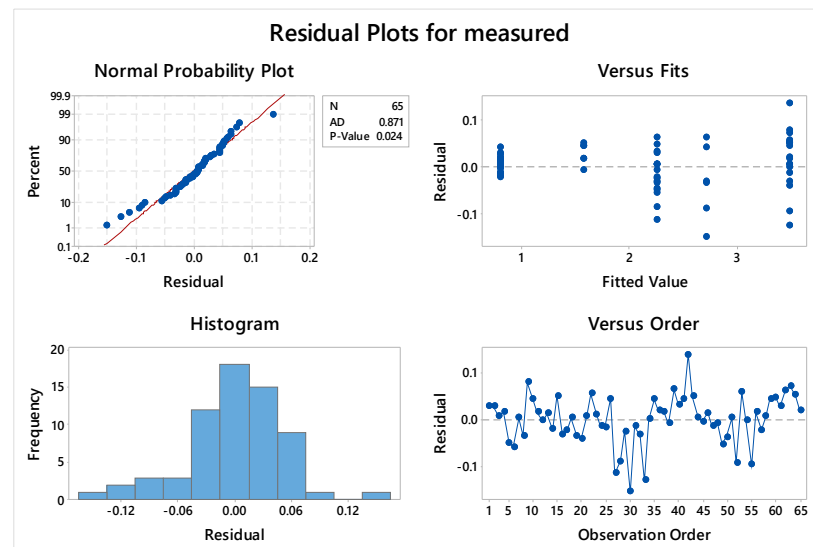 Residual Plots for measured
Normal Probability Plot
99.9
99
90
50
10
1
0.1
Percent
-0.2 -0.1 0.0 0.1 0.2
Residual
N 65
AD 0.871
P-Value 0.024
Versus Fits
0.1
0.0
-0.1
Residual
1 2 3
Fitted Value
Histogram
20
15
10
5
0
Frequency
-0.12 -0.06 0.00 0.06 0.12
Residual
Versus Order
0.1
0.0
-0.1
Residual
1 5 10 15 20 25 30 35 40 45 50 55 60 65
Observation Order